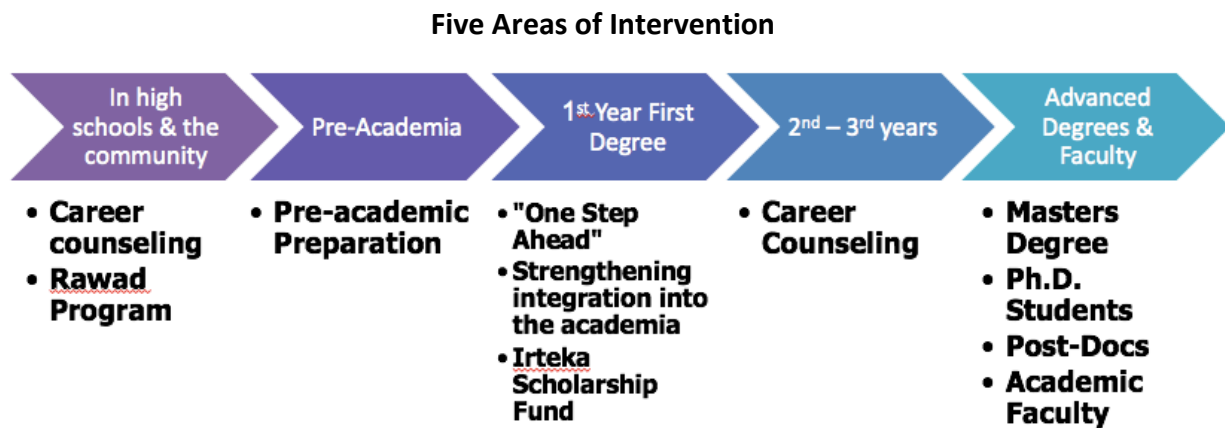 Five Areas of Intervention
In high
schools & the
community
Pre-Academia
1st Year First
Degree
2nd – 3rd years
Advanced
Degrees &
Faculty
• Career
counseling
• Rawad
Program
• Pre-academic
Preparation
• "One Step
Ahead"
• Strengthening
integration into
the academia
• Irteka
Scholarship
Fund
• Career
Counseling
• Masters
Degree
• Ph.D.
Students
• Post-Docs
• Academic
Faculty